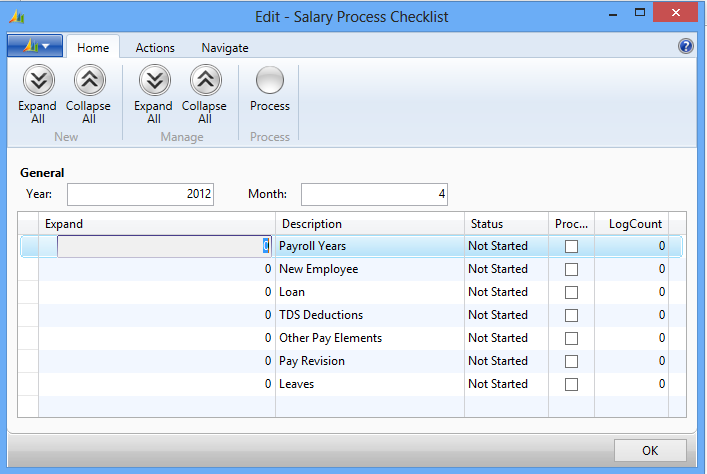 Edit - Salary Process Checklist
Home Actions Navigate
Expand All Collapse All Expand All Collapse All Process
New Manage Process
General
Year: 2012 Month: 4
Expand Description Status Proc... LogCount
0 Payroll Years Not Started 0
0 New Employee Not Started 0
0 Loan Not Started 0
0 TDS Deductions Not Started 0
0 Other Pay Elements Not Started 0
0 Pay Revision Not Started 0
0 Leaves Not Started 0
OK